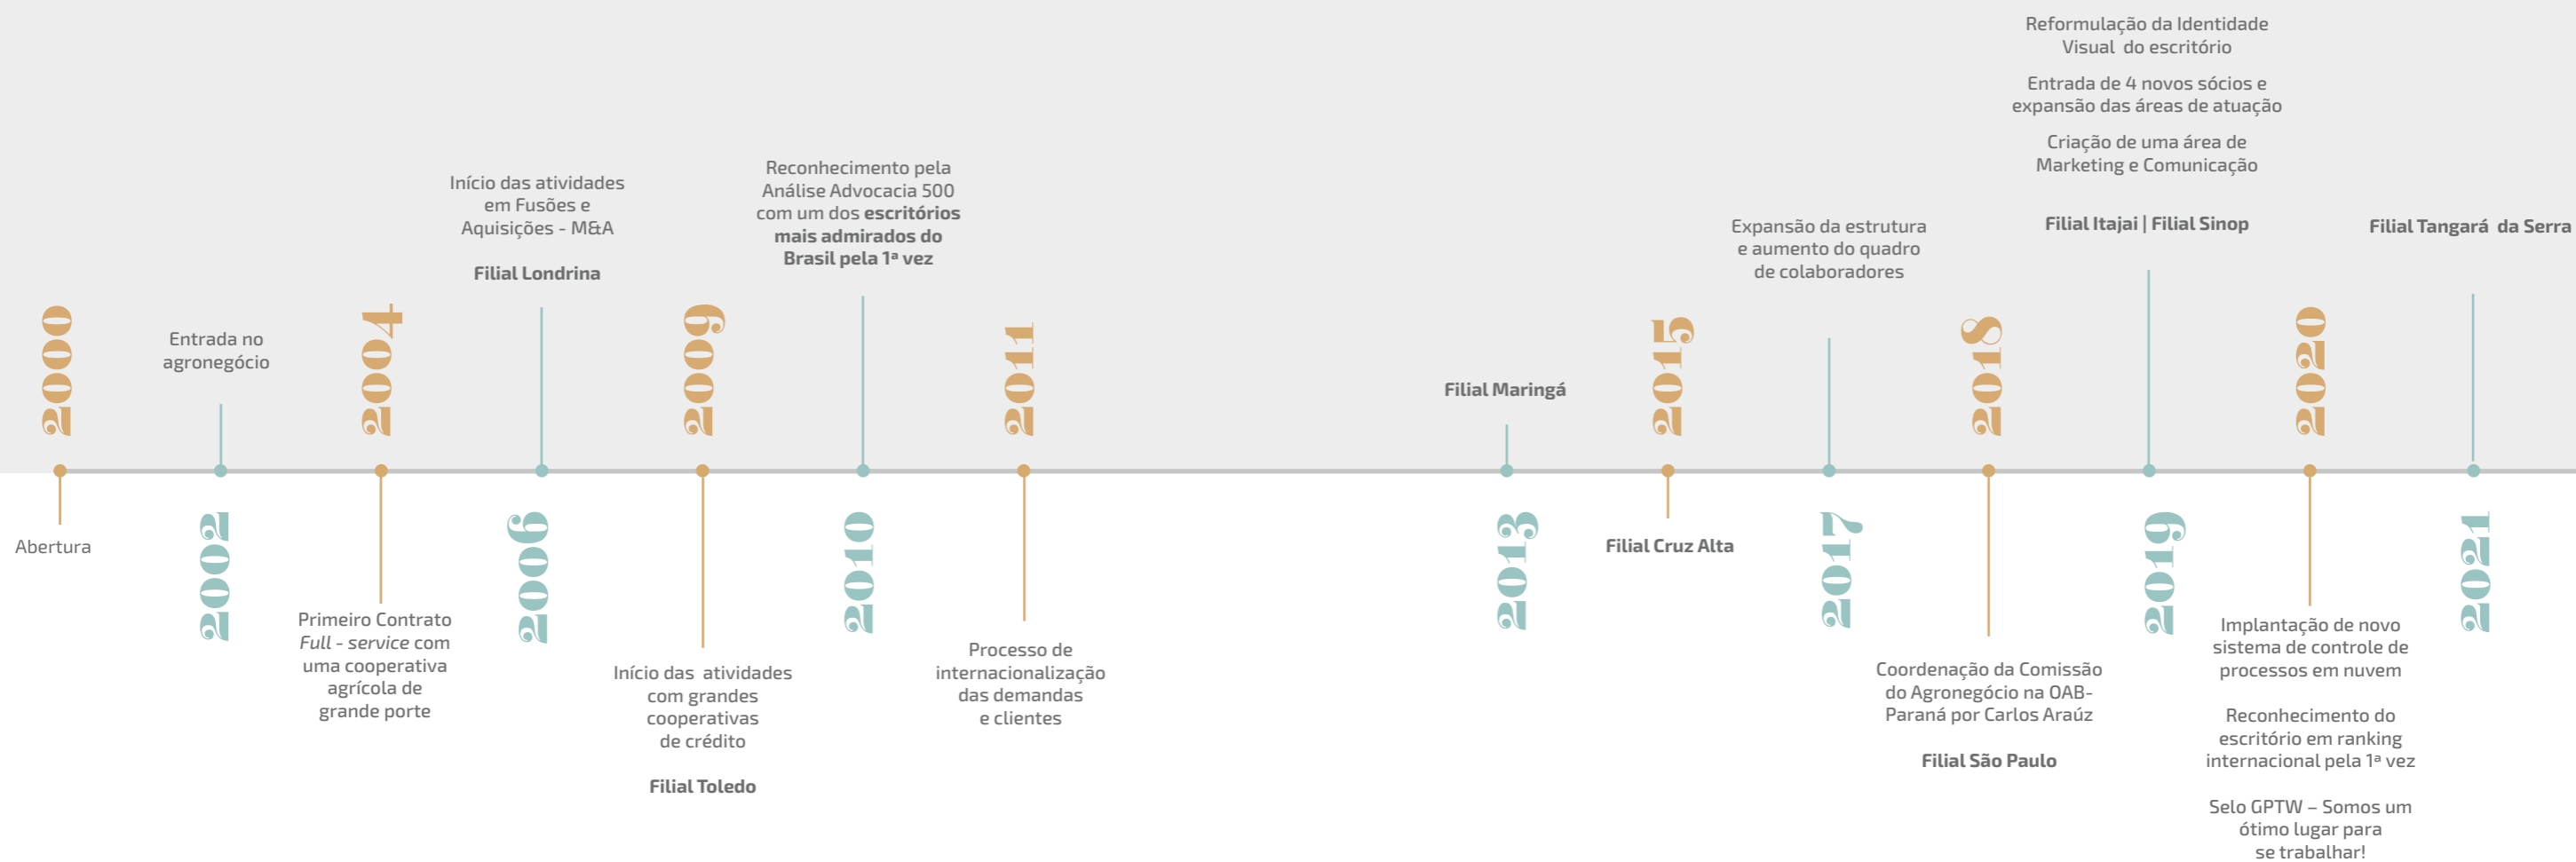 2000
Abertura
2002
Entrada no
agronegócio
2004
Primeiro Contrato
Full - service com
uma cooperativa
agrícola de
grande porte
2006
Início das atividades
em Fusões e
Aquisições - M&A
Filial Londrina
2009
Início das atividades
com grandes
cooperativas
de crédito
Filial Toledo
2010
Reconhecimento pela
Análise Advocacia 500
com um dos escritórios
mais admirados do
Brasil pela 1ª vez
2011
Processo de
internacionalização
das demandas
e clientes
2013
Filial Maringá
2015
Filial Cruz Alta
2017
Expansão da estrutura
e aumento do quadro
de colaboradores
2018
Coordenação da Comissão
do Agronegócio na OAB-
Paraná por Carlos Araúz
Filial São Paulo
2019
Reformulação da Identidade
Visual do escritório
Entrada de 4 novos sócios e
expansão das áreas de atuação
Criação de uma área de
Marketing e Comunicação
Filial Itajai | Filial Sinop
2020
Implantação de novo
sistema de controle de
processos em nuvem
Reconhecimento do
escritório em ranking
internacional pela 1ª vez
Selo GPTW – Somos um
ótimo lugar para
se trabalhar!
2021
Filial Tangará da Serra